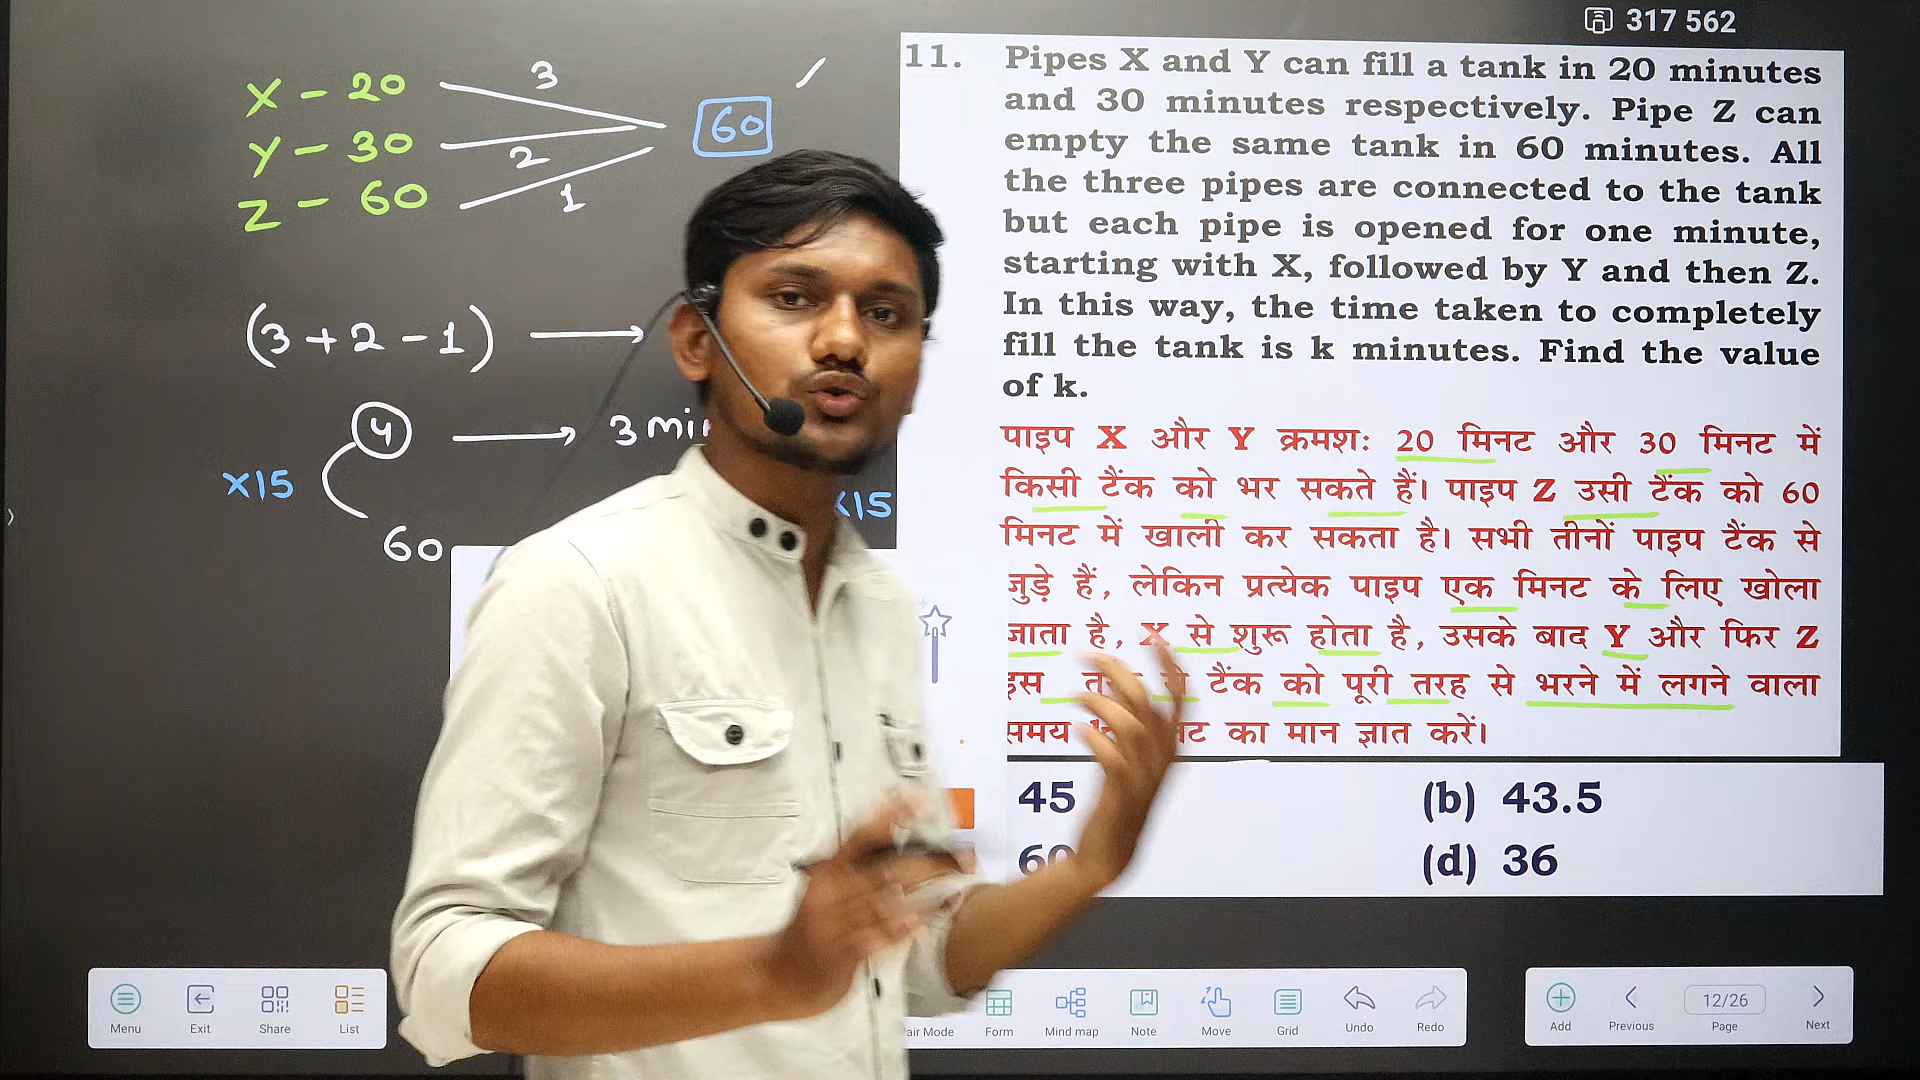 317 562
X - 20
Y - 30
Z - 60
3
2
1
60
(3+2-1)
4
3 min
×15
×15
60
11. Pipes X and Y can fill a tank in 20 minutes
and 30 minutes respectively. Pipe Z can
empty the same tank in 60 minutes. All
the three pipes are connected to the tank
but each pipe is opened for one minute,
starting with X, followed by Y and then Z.
In this way, the time taken to completely
fill the tank is k minutes. Find the value
of k.
पाइप X और Y क्रमशः 20 मिनट और 30 मिनट में
किसी टैंक को भर सकते हैं। पाइप Z उसी टैंक को 60
मिनट में खाली कर सकता है। सभी तीनों पाइप टैंक से
जुड़े हैं, लेकिन प्रत्येक पाइप एक मिनट के लिए खोला
जाता है, X से शुरू होता है, उसके बाद Y और फिर Z
इस टैंक को पूरी तरह से भरने में लगने वाला
समय का मान ज्ञात करें।
45 (b) 43.5
60 (d) 36
Menu Exit Share List
Form Mind map Note Move Grid Undo Redo
Add Previous 12/26 Page Next